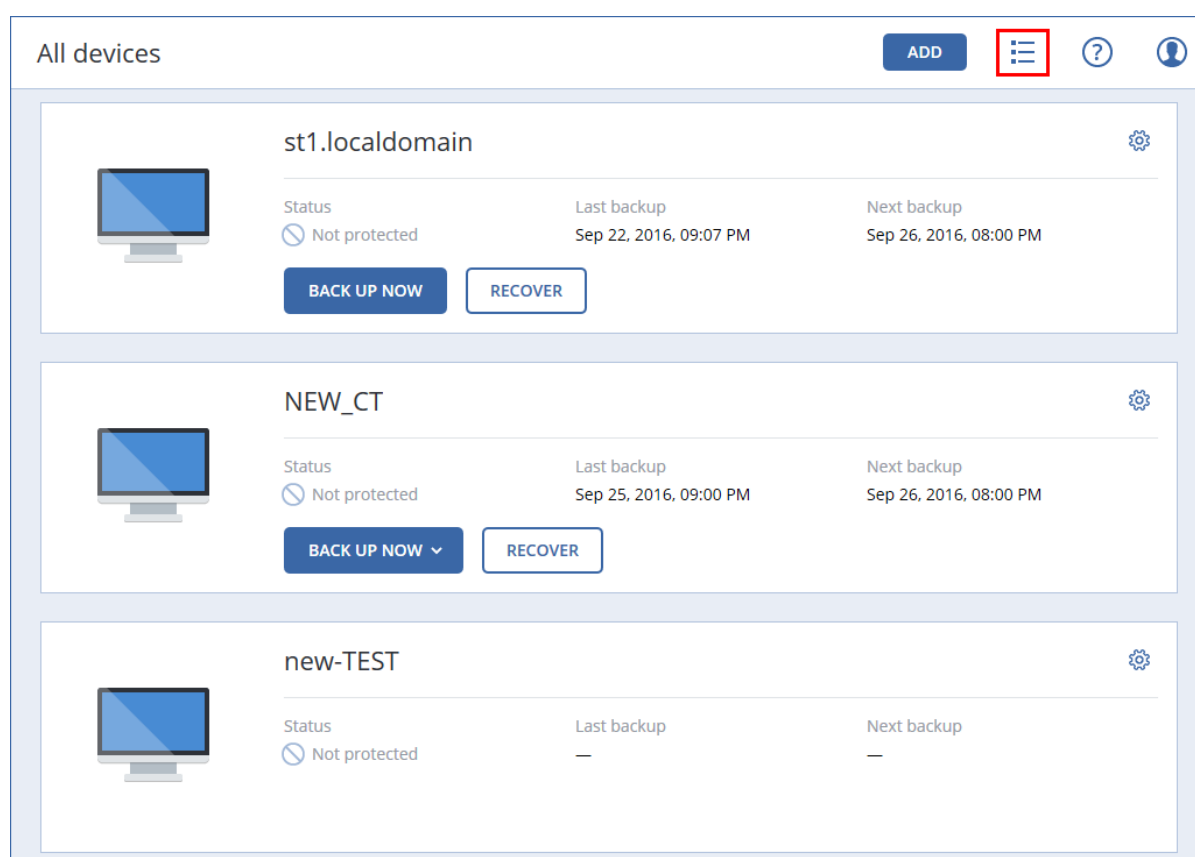 All devices ADD ?
st1.localdomain
Status Last backup Next backup
Not protected Sep 22, 2016, 09:07 PM Sep 26, 2016, 08:00 PM
BACK UP NOW RECOVER
NEW_CT
Status Last backup Next backup
Not protected Sep 25, 2016, 09:00 PM Sep 26, 2016, 08:00 PM
BACK UP NOW RECOVER
new-TEST
Status Last backup Next backup
Not protected — —